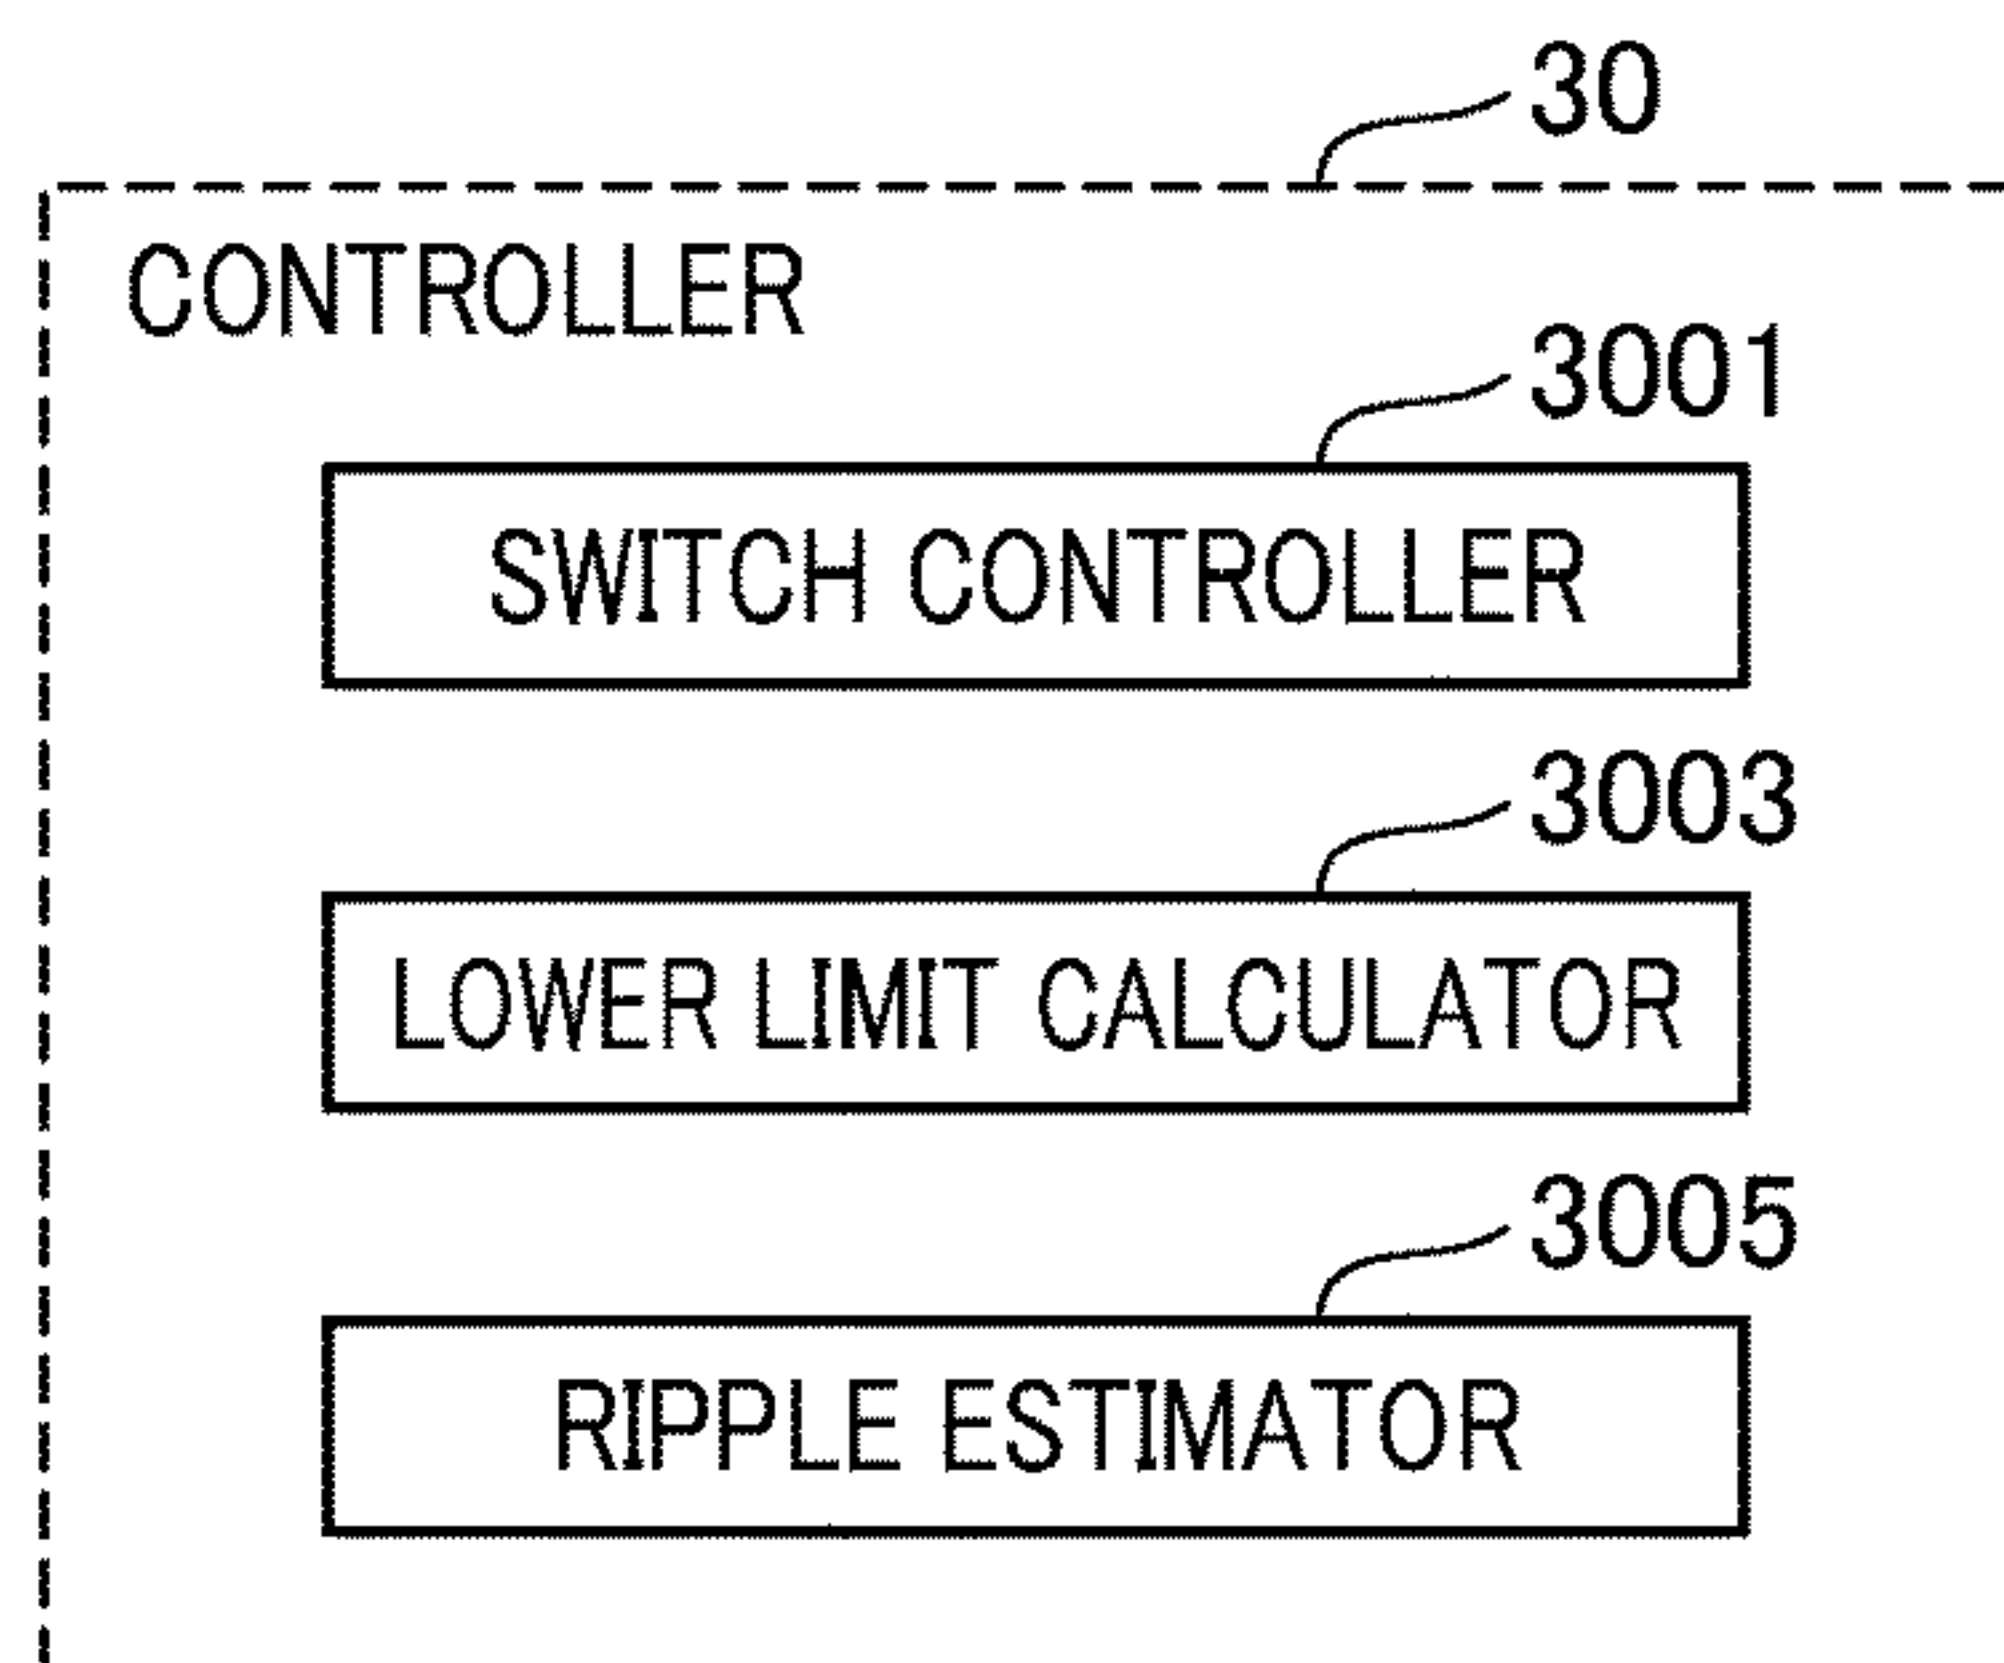 30
CONTROLLER
3001
SWITCH CONTROLLER
3003
LOWER LIMIT CALCULATOR
3005
RIPPLE ESTIMATOR